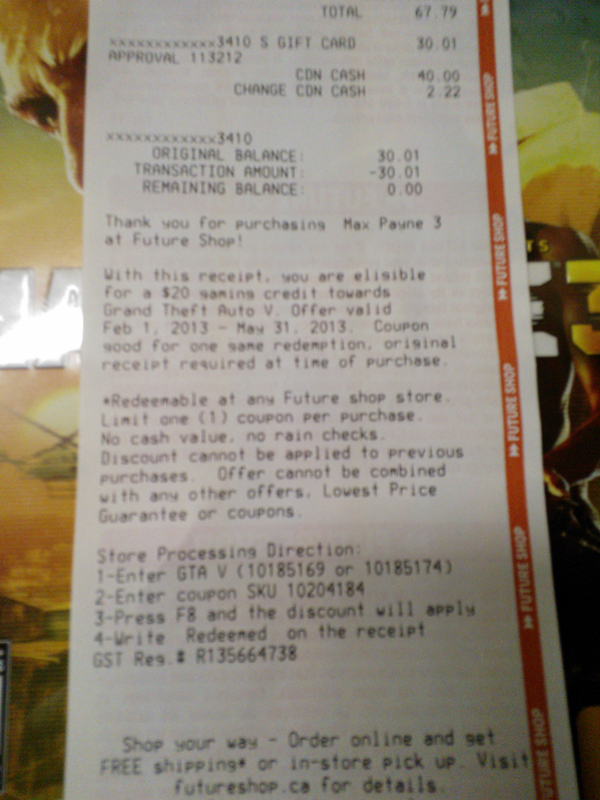 TOTAL 67.79
xxxxxxxxxxxx3410 S GIFT CARD 30.01
APPROVAL 113212
CDN CASH 40.00
CHANGE CDN CASH 2.22
xxxxxxxxxxxx3410
ORIGINAL BALANCE: 30.01
TRANSACTION AMOUNT: -30.01
REMAINING BALANCE: 0.00
Thank you for purchasing Max Payne 3
at Future Shop!
With this receipt, you are eligible
for a $20 gaming credit towards
Grand Theft Auto V. Offer valid
Feb 1, 2013 - May 31, 2013. Coupon
good for one game redemption, original
receipt required at time of purchase.
*Redeemable at any Future shop store.
Limit one (1) coupon per purchase.
No cash value, no rain checks.
Discount cannot be applied to previous
purchases. Offer cannot be combined
with any other offers, Lowest Price
Guarantee or coupons.
Store Processing Direction:
1-Enter GTA V (10185169 or 10185174)
2-Enter coupon SKU 10204184
3-Press F8 and the discount will apply
4-Write Redeemed on the receipt
GST Reg.# R135664738
Shop your way - Order online and get
FREE shipping* or in-store pick up. Visit
futureshop.ca for details.
FUTURE SHOP
FUTURE SHOP
FUTURE SHOP
FUTURE SHOP
FUTURE SHOP